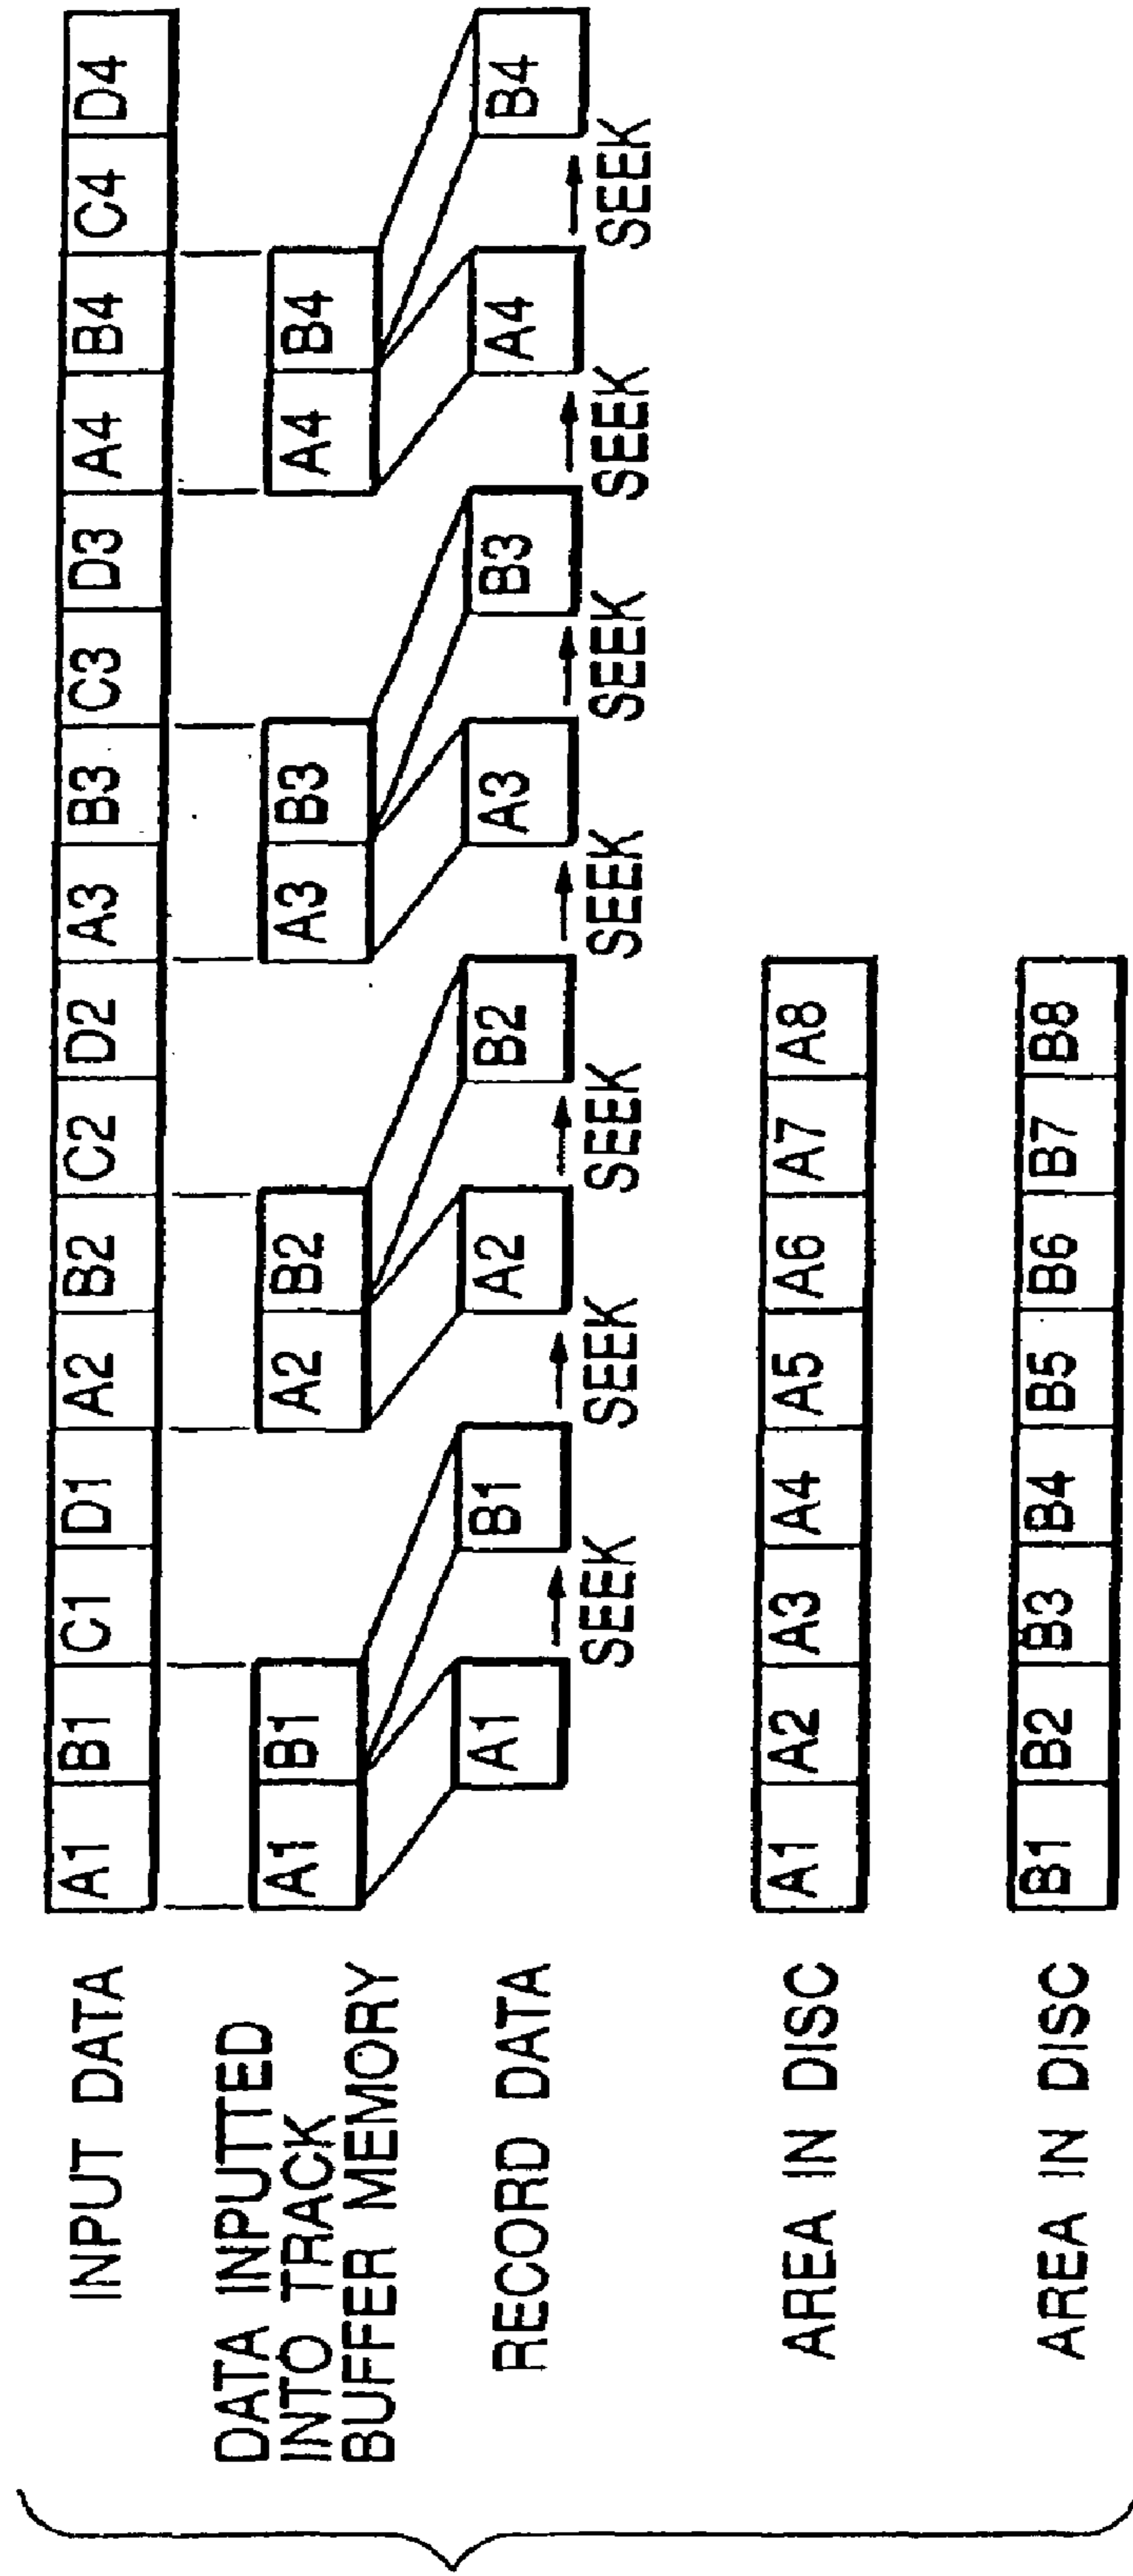 INPUT DATA
A1 B1 C1 D1 A2 B2 C2 D2 A3 B3 C3 D3 A4 B4 C4 D4
DATA INPUTTED
INTO TRACK
BUFFER MEMORY
A1 B1 A2 B2 A3 B3 A4 B4
RECORD DATA
A1 B1 A2 B2 A3 B3 A4 B4
SEEK SEEK SEEK SEEK SEEK SEEK SEEK
AREA IN DISC
A1 A2 A3 A4 A5 A6 A7 A8
AREA IN DISC
B1 B2 B3 B4 B5 B6 B7 B8